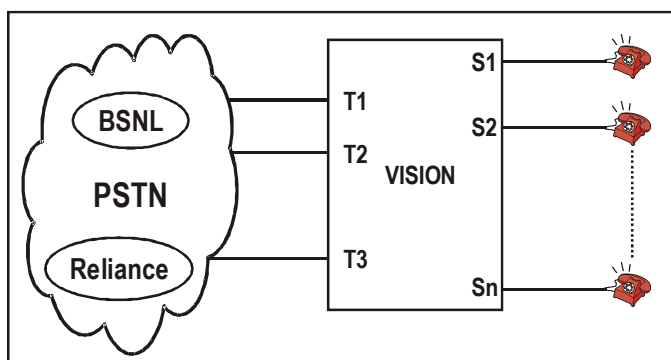 BSNL
PSTN
Reliance
T1
T2
T3
VISION
S1
S2
Sn